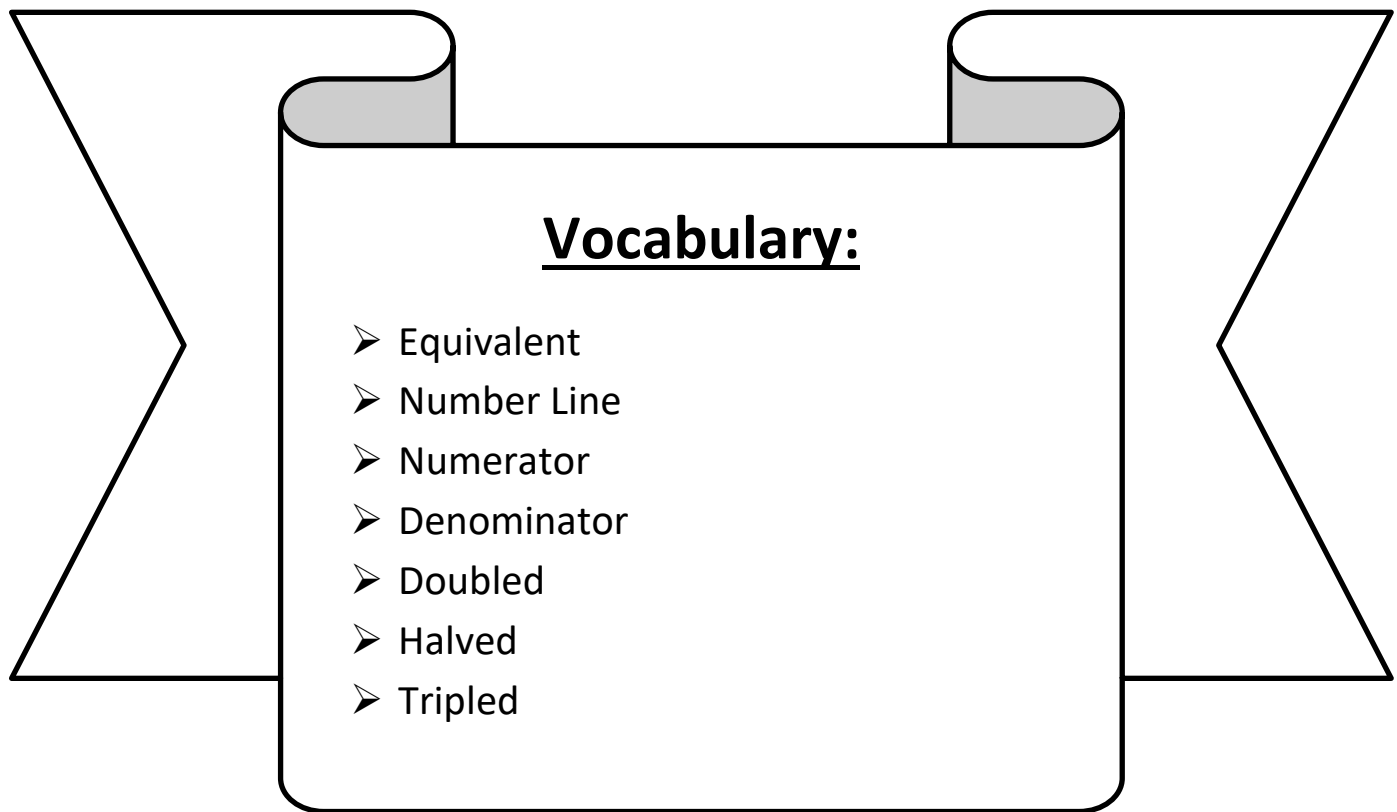 Vocabulary:
➢ Equivalent
➢ Number Line
➢ Numerator
➢ Denominator
➢ Doubled
➢ Halved
➢ Tripled